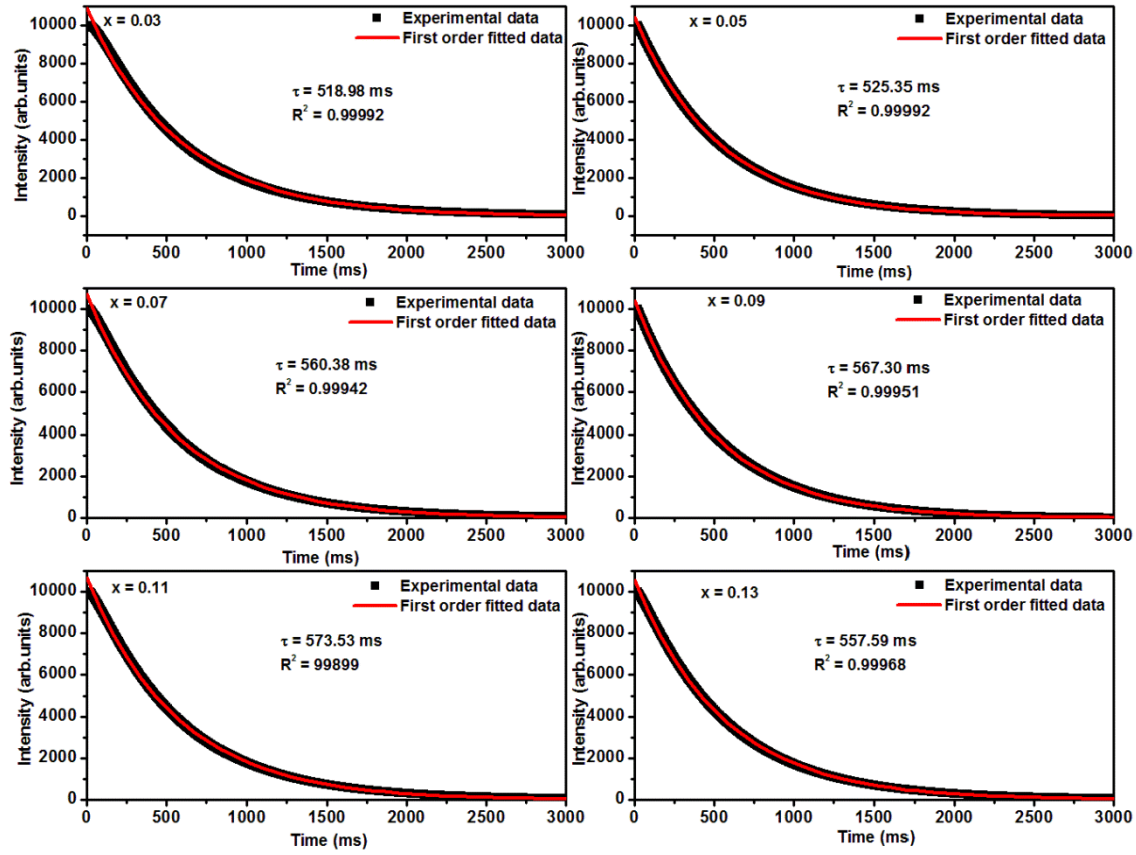 x = 0.03
Experimental data
First order fitted data
τ = 518.98 ms
R² = 0.99992
Intensity (arb.units)
10000
8000
6000
4000
2000
0
0 500 1000 1500 2000 2500 3000
Time (ms)
x = 0.05
Experimental data
First order fitted data
τ = 525.35 ms
R² = 0.99992
Intensity (arb.units)
10000
8000
6000
4000
2000
0
0 500 1000 1500 2000 2500 3000
Time (ms)
x = 0.07
Experimental data
First order fitted data
τ = 560.38 ms
R² = 0.99942
Intensity (arb.units)
10000
8000
6000
4000
2000
0
0 500 1000 1500 2000 2500 3000
Time (ms)
x = 0.09
Experimental data
First order fitted data
τ = 567.30 ms
R² = 0.99951
Intensity (arb.units)
10000
8000
6000
4000
2000
0
0 500 1000 1500 2000 2500 3000
Time (ms)
x = 0.11
Experimental data
First order fitted data
τ = 573.53 ms
R² = 99899
Intensity (arb.units)
10000
8000
6000
4000
2000
0
0 500 1000 1500 2000 2500 3000
Time (ms)
x = 0.13
Experimental data
First order fitted data
τ = 557.59 ms
R² = 0.99968
Intensity (arb.units)
10000
8000
6000
4000
2000
0
0 500 1000 1500 2000 2500 3000
Time (ms)